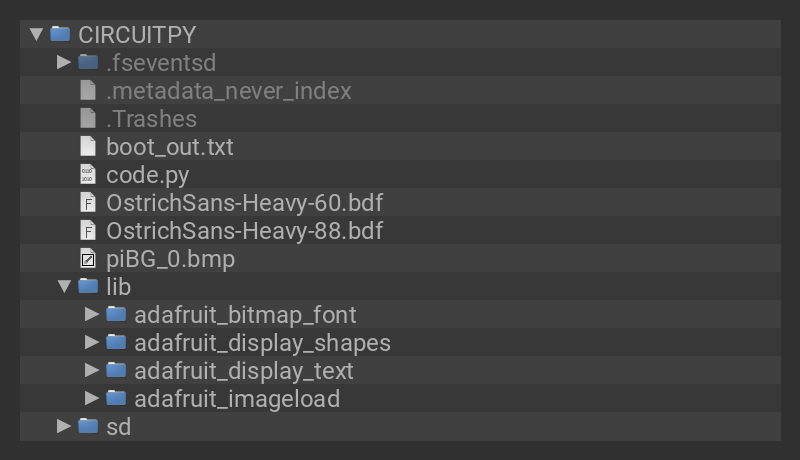 CIRCUITPY
.fseventsd
.metadata_never_index
.Trashes
boot_out.txt
code.py
OstrichSans-Heavy-60.bdf
OstrichSans-Heavy-88.bdf
piBG_0.bmp
lib
adafruit_bitmap_font
adafruit_display_shapes
adafruit_display_text
adafruit_imageload
sd